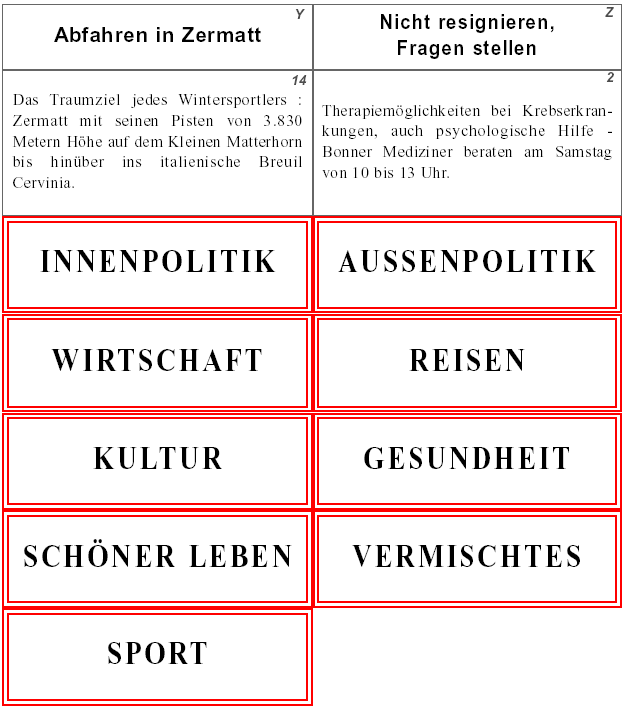 Abfahren in Zermatt
Y
Nicht resignieren,
Fragen stellen
Z
14
Das Traumziel jedes Wintersportlers :
Zermatt mit seinen Pisten von 3.830
Metern Höhe auf dem Kleinen Matterhorn
bis hinüber ins italienische Breuil
Cervinia.
2
Therapiemöglichkeiten bei Krebserkran-
kungen, auch psychologische Hilfe -
Bonner Mediziner beraten am Samstag
von 10 bis 13 Uhr.
INNENPOLITIK
AUSSENPOLITIK
WIRTSCHAFT
REISEN
KULTUR
GESUNDHEIT
SCHÖNER LEBEN
VERMISCHTES
SPORT